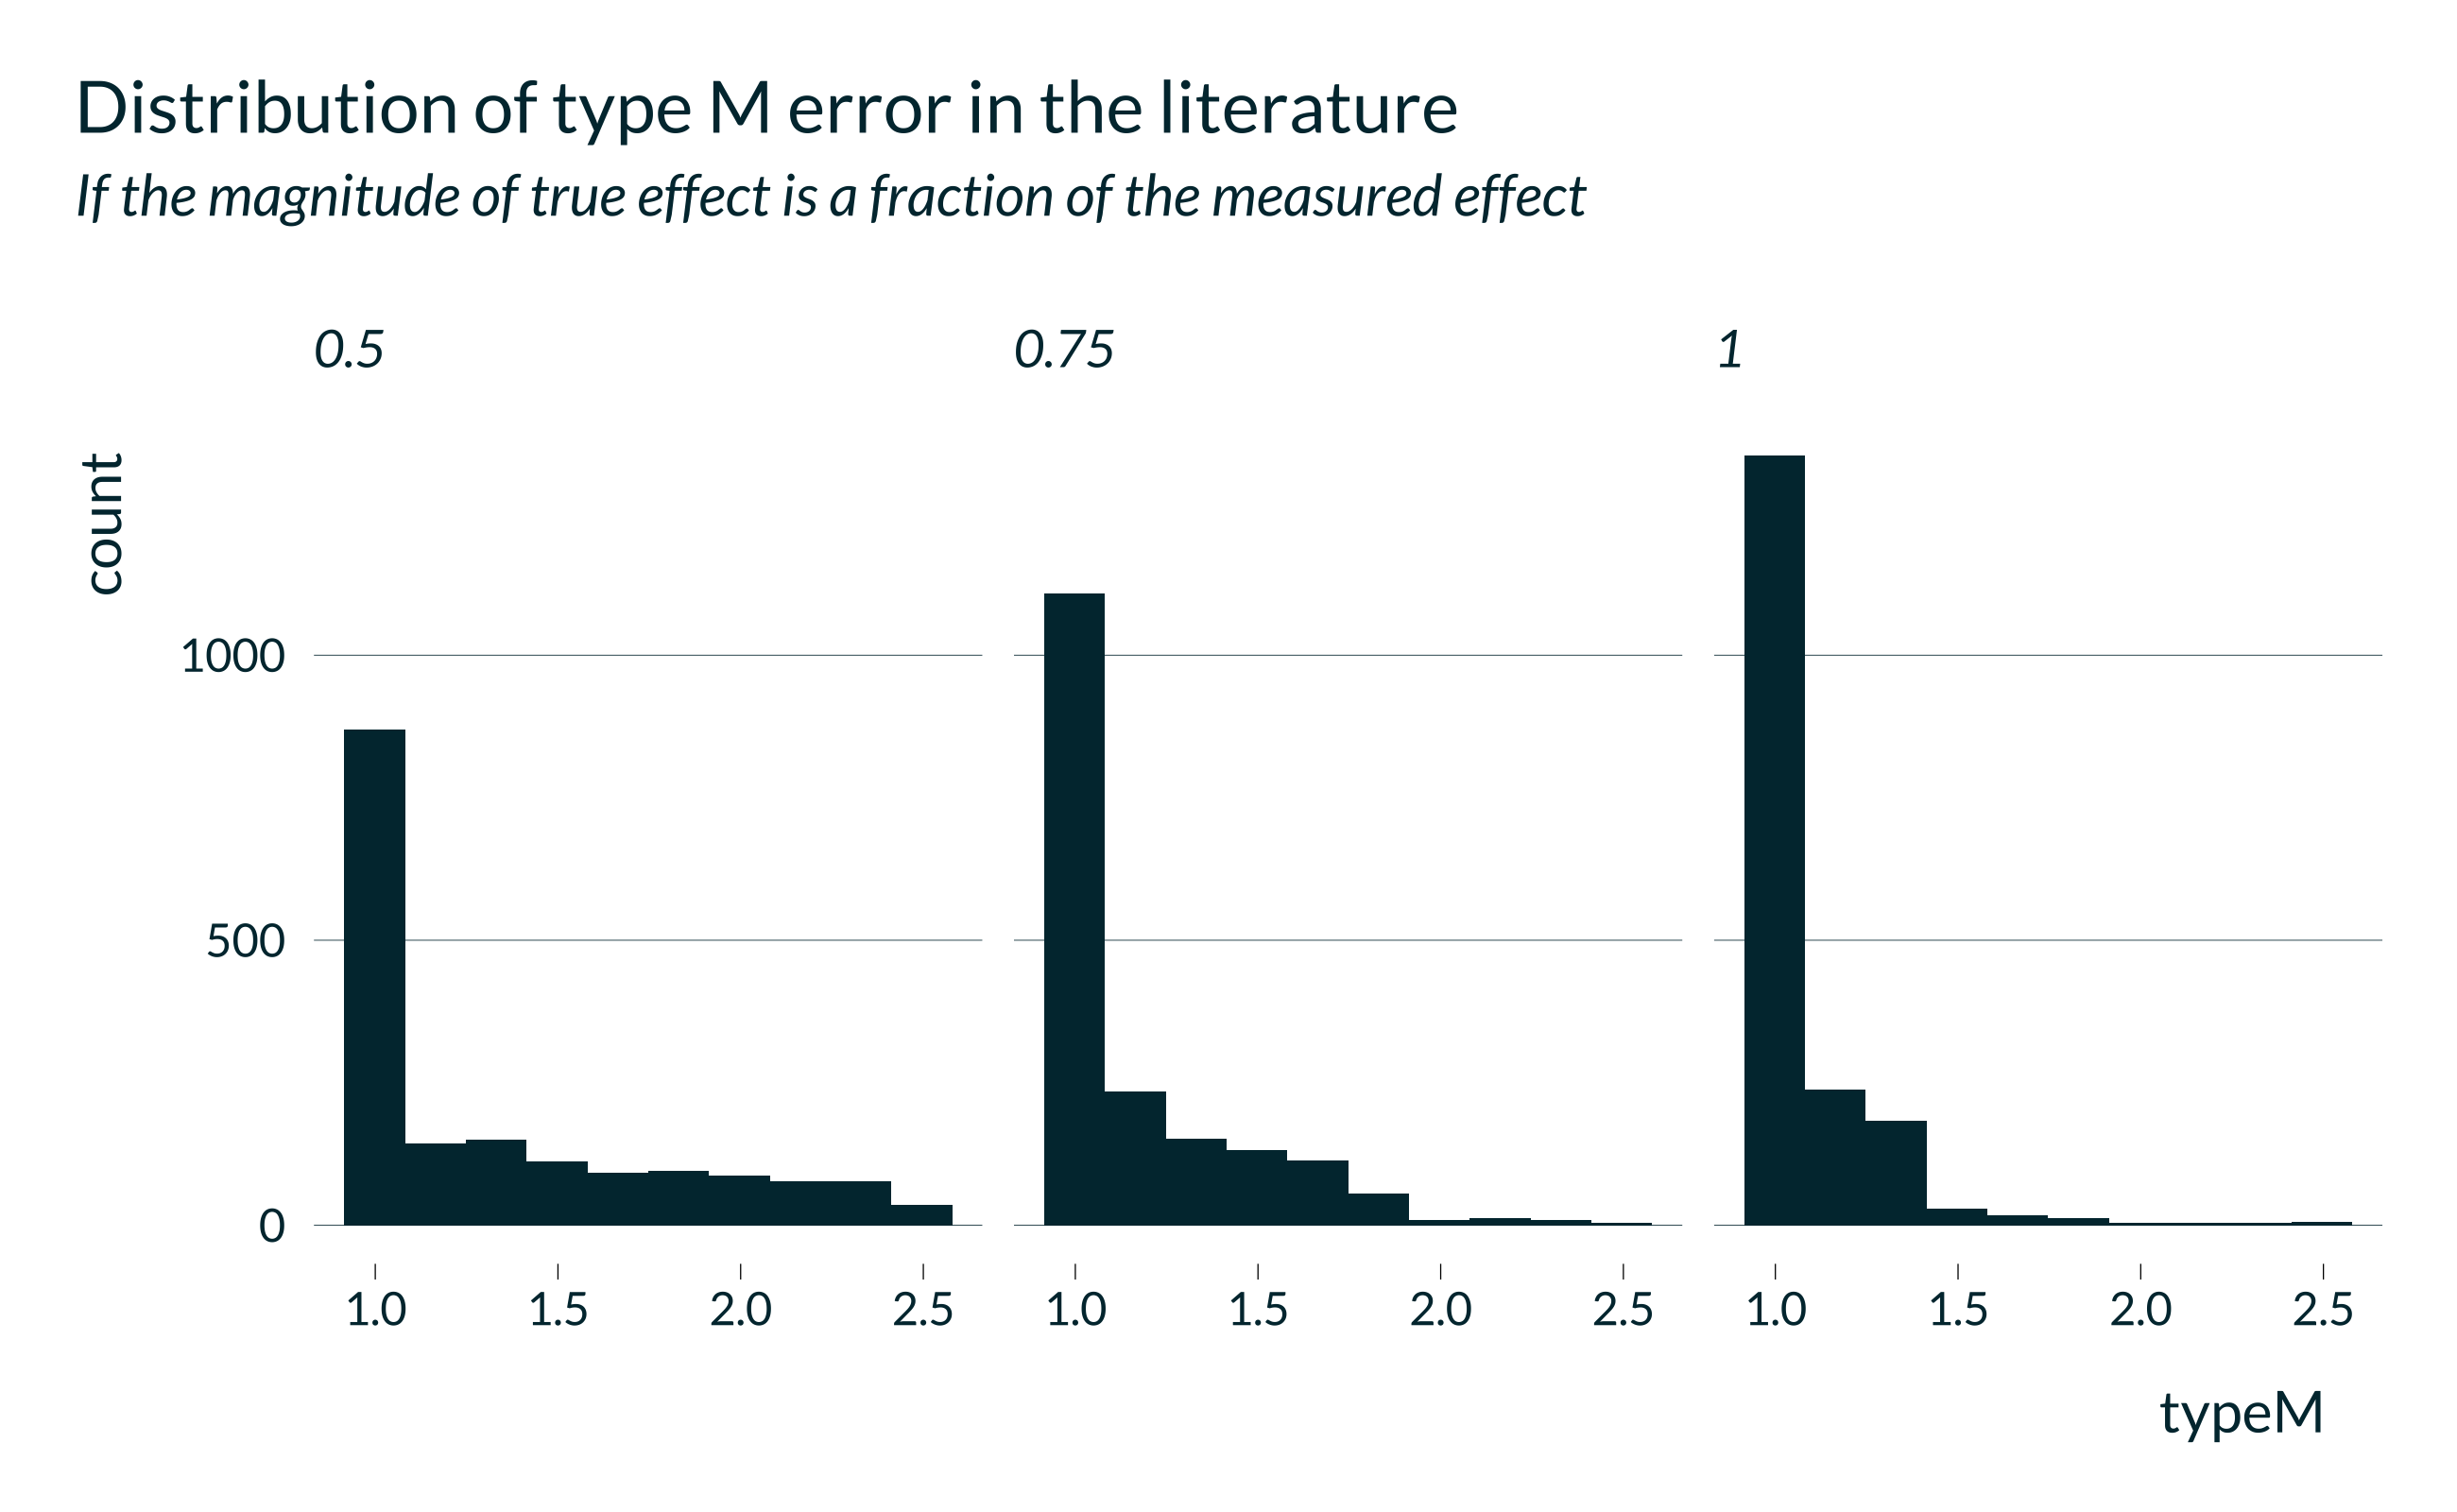 Distribution of type M error in the literature
If the magnitude of true effect is a fraction of the measured effect
0.5 0.75 1
count
1000
500
0
1.0 1.5 2.0 2.5 1.0 1.5 2.0 2.5 1.0 1.5 2.0 2.5
typeM